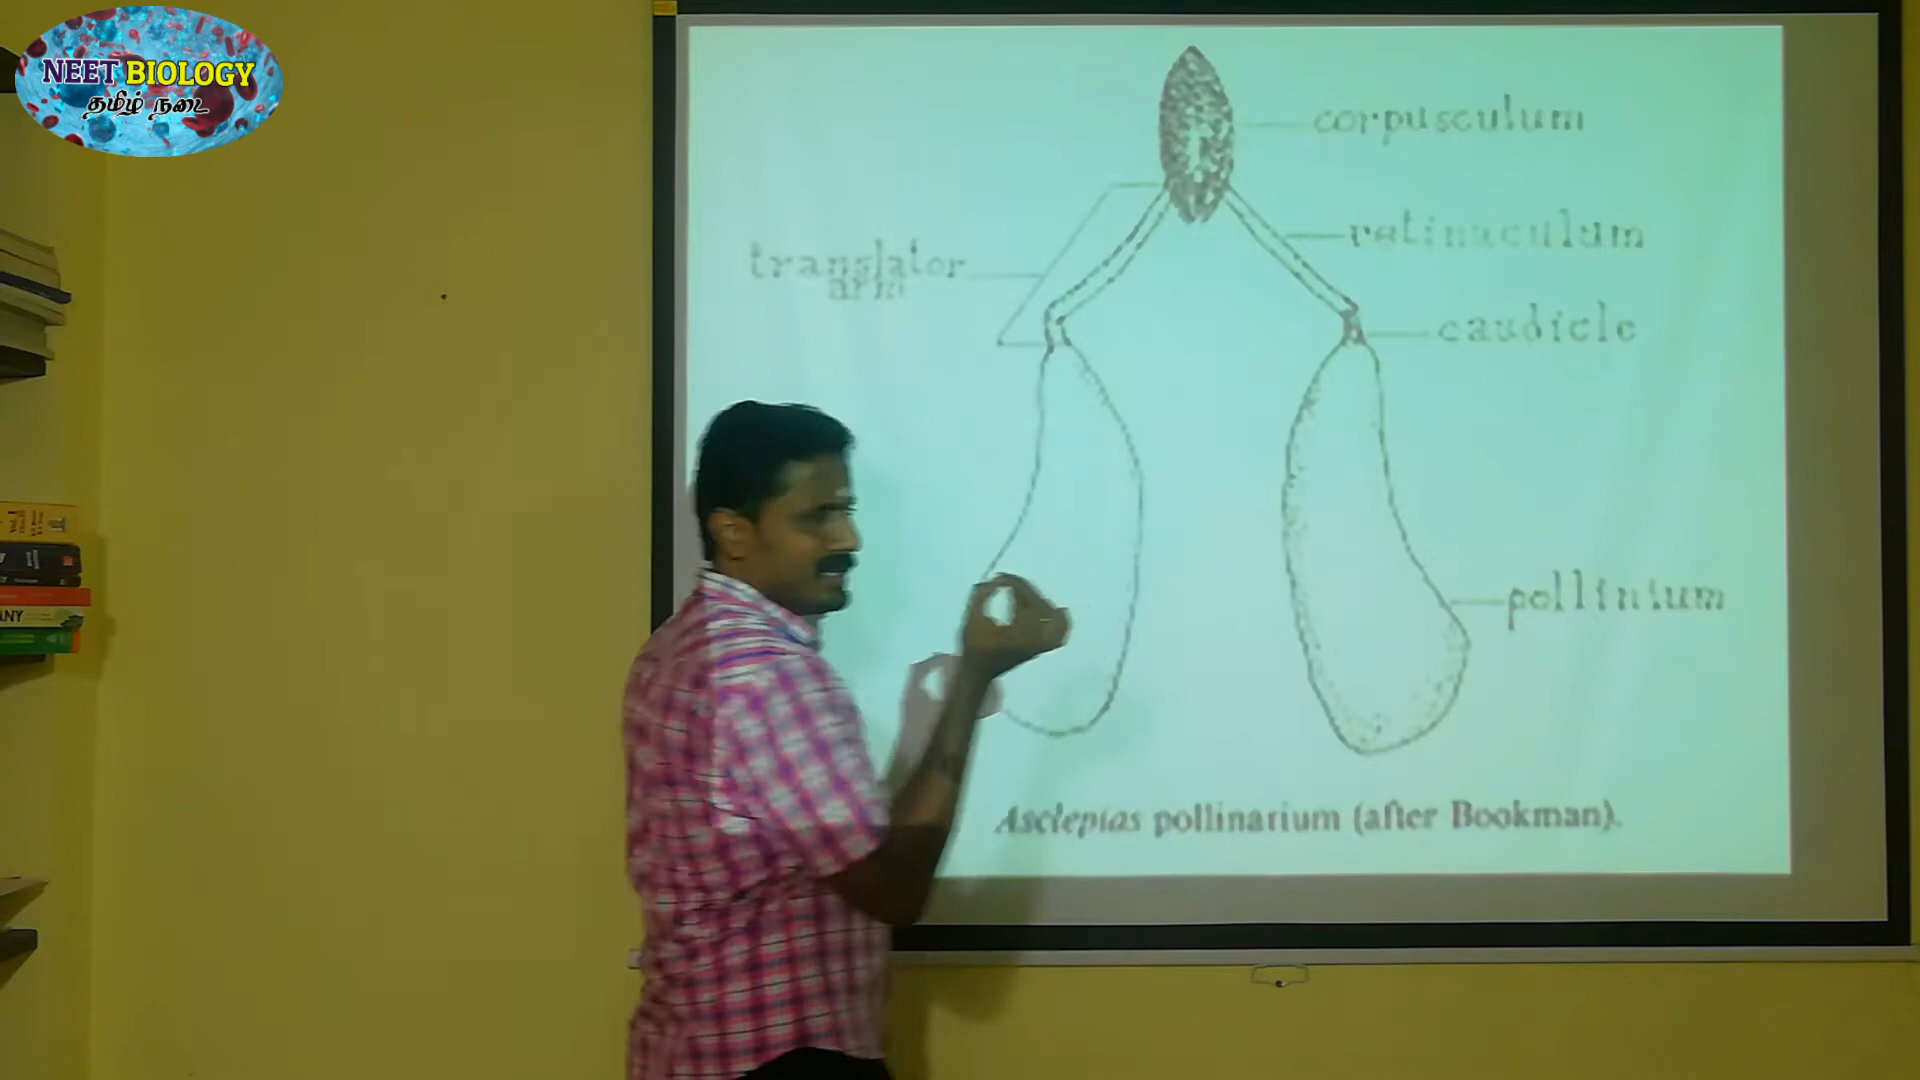 NEET BIOLOGY
தமிழ் நடை
corpusculum
retinaculum
translator
arm
caudicle
pollinium
Asclepias pollinarium (after Bookman).